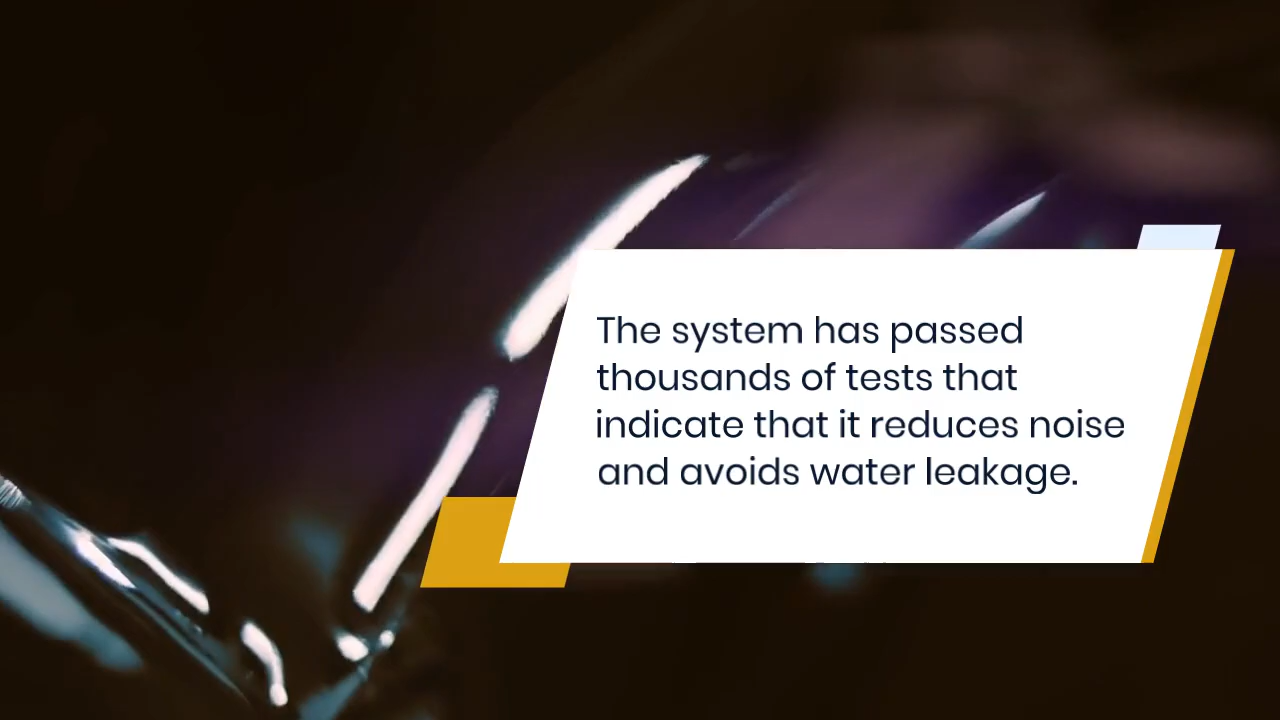 The system has passed
thousands of tests that
indicate that it reduces noise
and avoids water leakage.